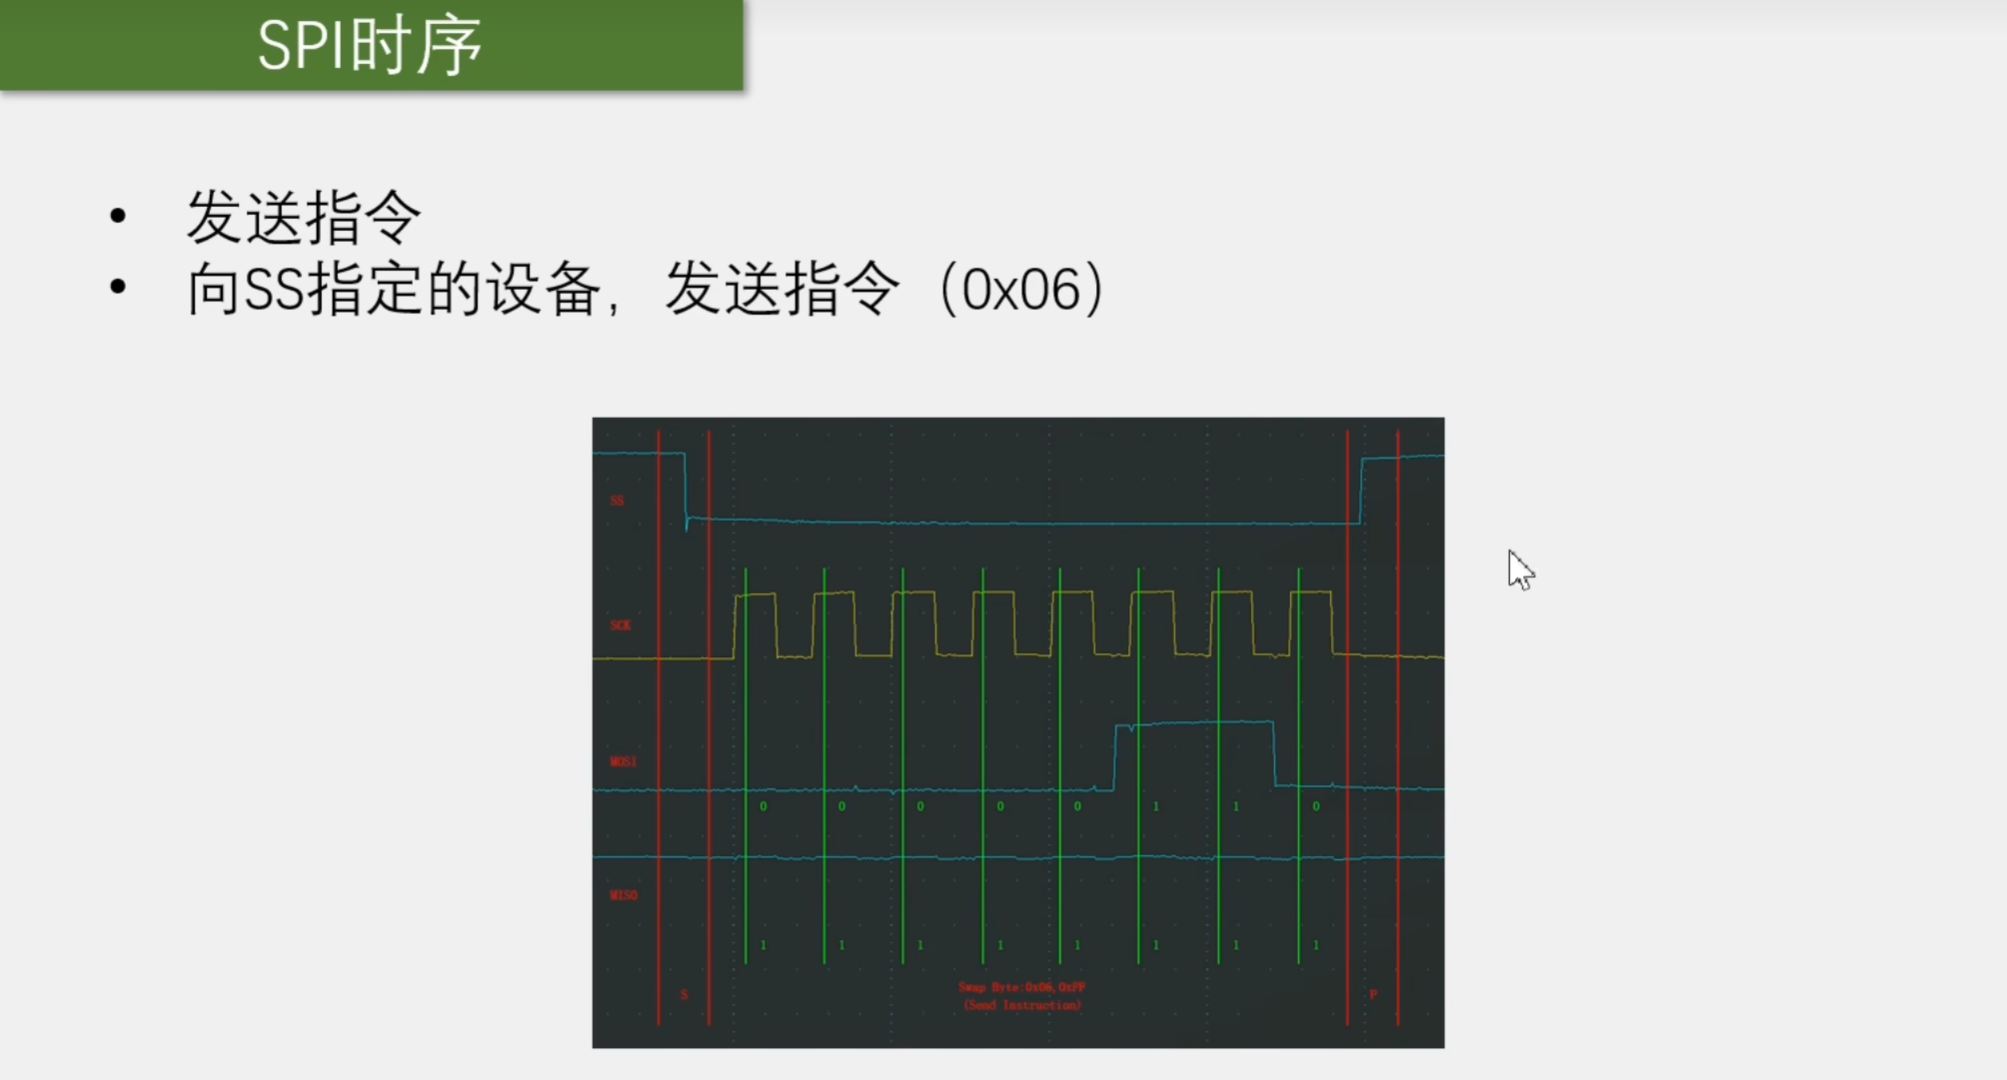 SPI时序
• 发送指令
• 向SS指定的设备，发送指令（0x06）
SS
SCK
MOSI
0 0 0 0 0 1 1 0
MISO
1 1 1 1 1 1 1 1
S
Swap Byte:0x06,0xFF
(Send Instruction)
P